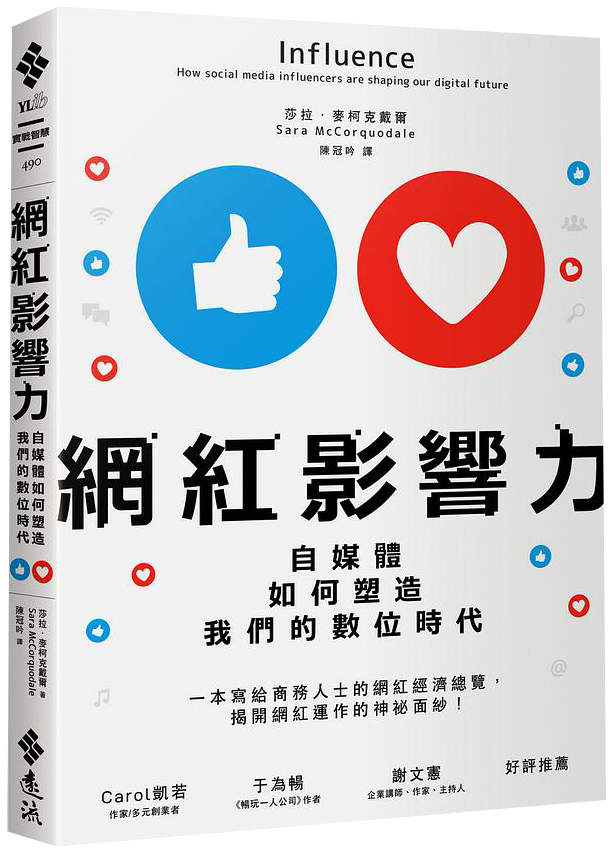 YLib
實戰智慧
490
網紅影響力
自媒體如何塑造
我們的數位時代
莎拉．麥柯克戴爾 著
Sara McCorquodale
陳冠吟 譯
遠流
Influence
How social media influencers are shaping our digital future
莎拉．麥柯克戴爾
Sara McCorquodale
陳冠吟 譯
網紅影響力
自媒體
如何塑造
我們的數位時代
一本寫給商務人士的網紅經濟總覽，
揭開網紅運作的神祕面紗！
Carol凱若
作家/多元創業者
于為暢
《暢玩一人公司》作者
謝文憲
企業講師、作家、主持人
好評推薦